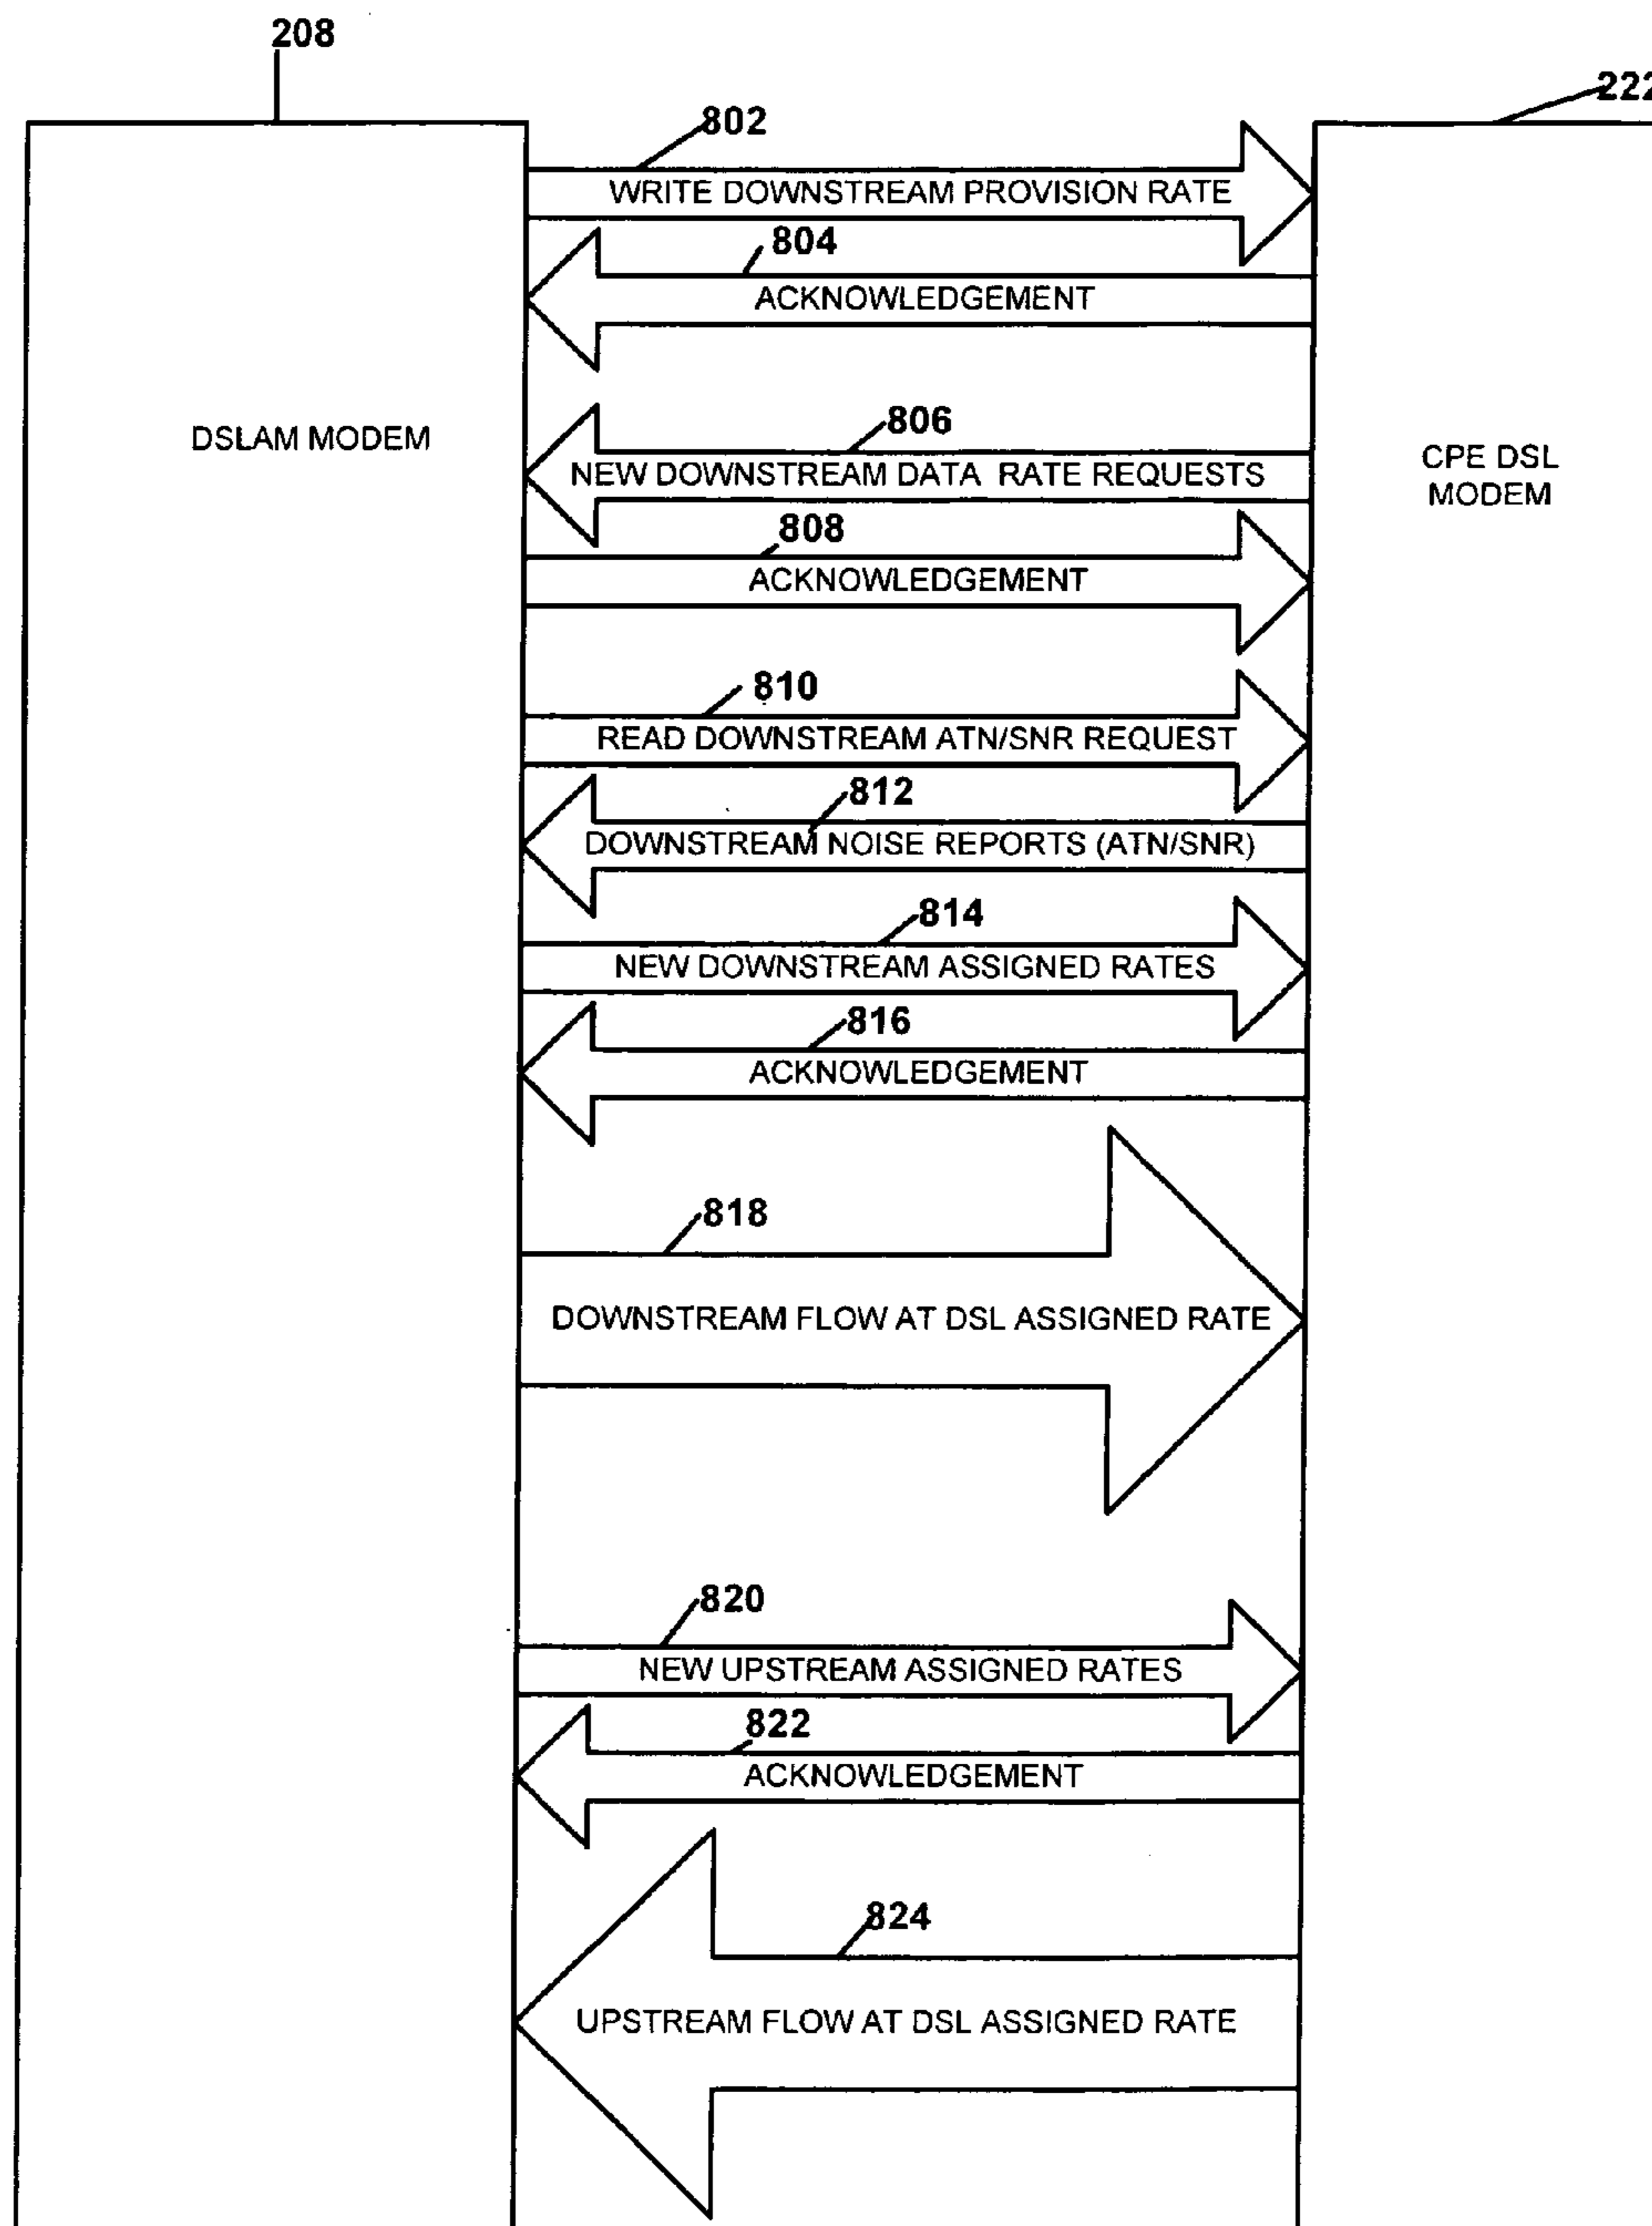 208
222
802
WRITE DOWNSTREAM PROVISION RATE
804
ACKNOWLEDGEMENT
806
DSLAM MODEM
NEW DOWNSTREAM DATA RATE REQUESTS
CPE DSL
MODEM
808
ACKNOWLEDGEMENT
810
READ DOWNSTREAM ATN/SNR REQUEST
812
DOWNSTREAM NOISE REPORTS (ATN/SNR)
814
NEW DOWNSTREAM ASSIGNED RATES
816
ACKNOWLEDGEMENT
818
DOWNSTREAM FLOW AT DSL ASSIGNED RATE
820
NEW UPSTREAM ASSIGNED RATES
822
ACKNOWLEDGEMENT
824
UPSTREAM FLOW AT DSL ASSIGNED RATE